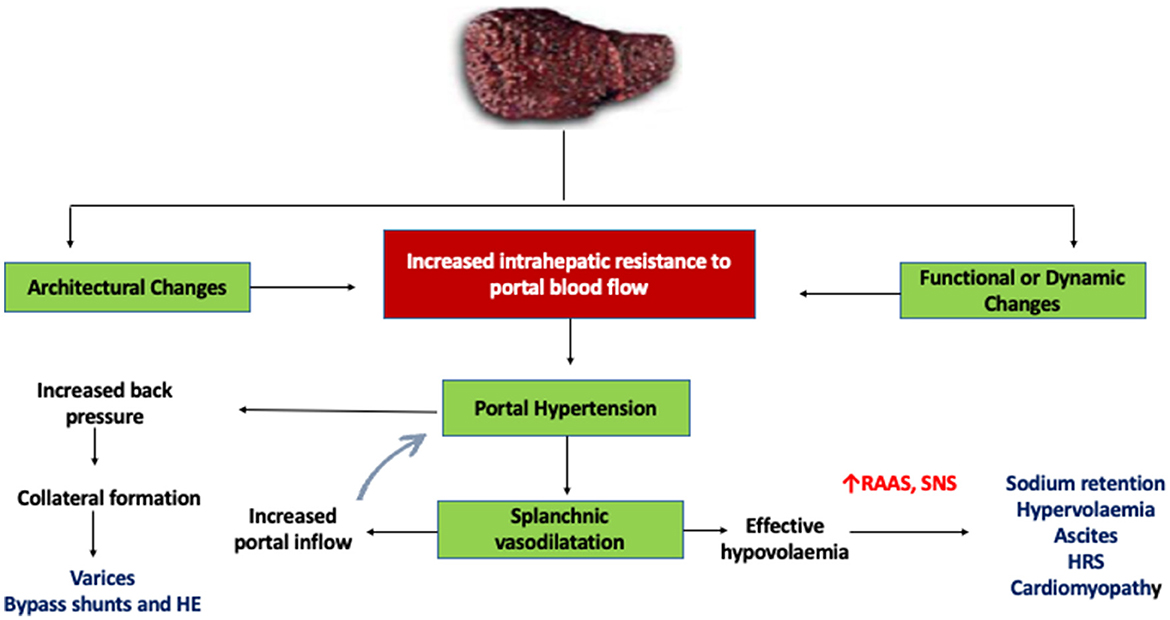 Increased intrahepatic resistance to
portal blood flow
Architectural Changes
Functional or Dynamic
Changes
Increased back
pressure
Portal Hypertension
Collateral formation
Increased
portal inflow
Splanchnic
vasodilatation
Effective
hypovolaemia
↑RAAS, SNS
Sodium retention
Hypervolaemia
Ascites
HRS
Cardiomyopathy
Varices
Bypass shunts and HE